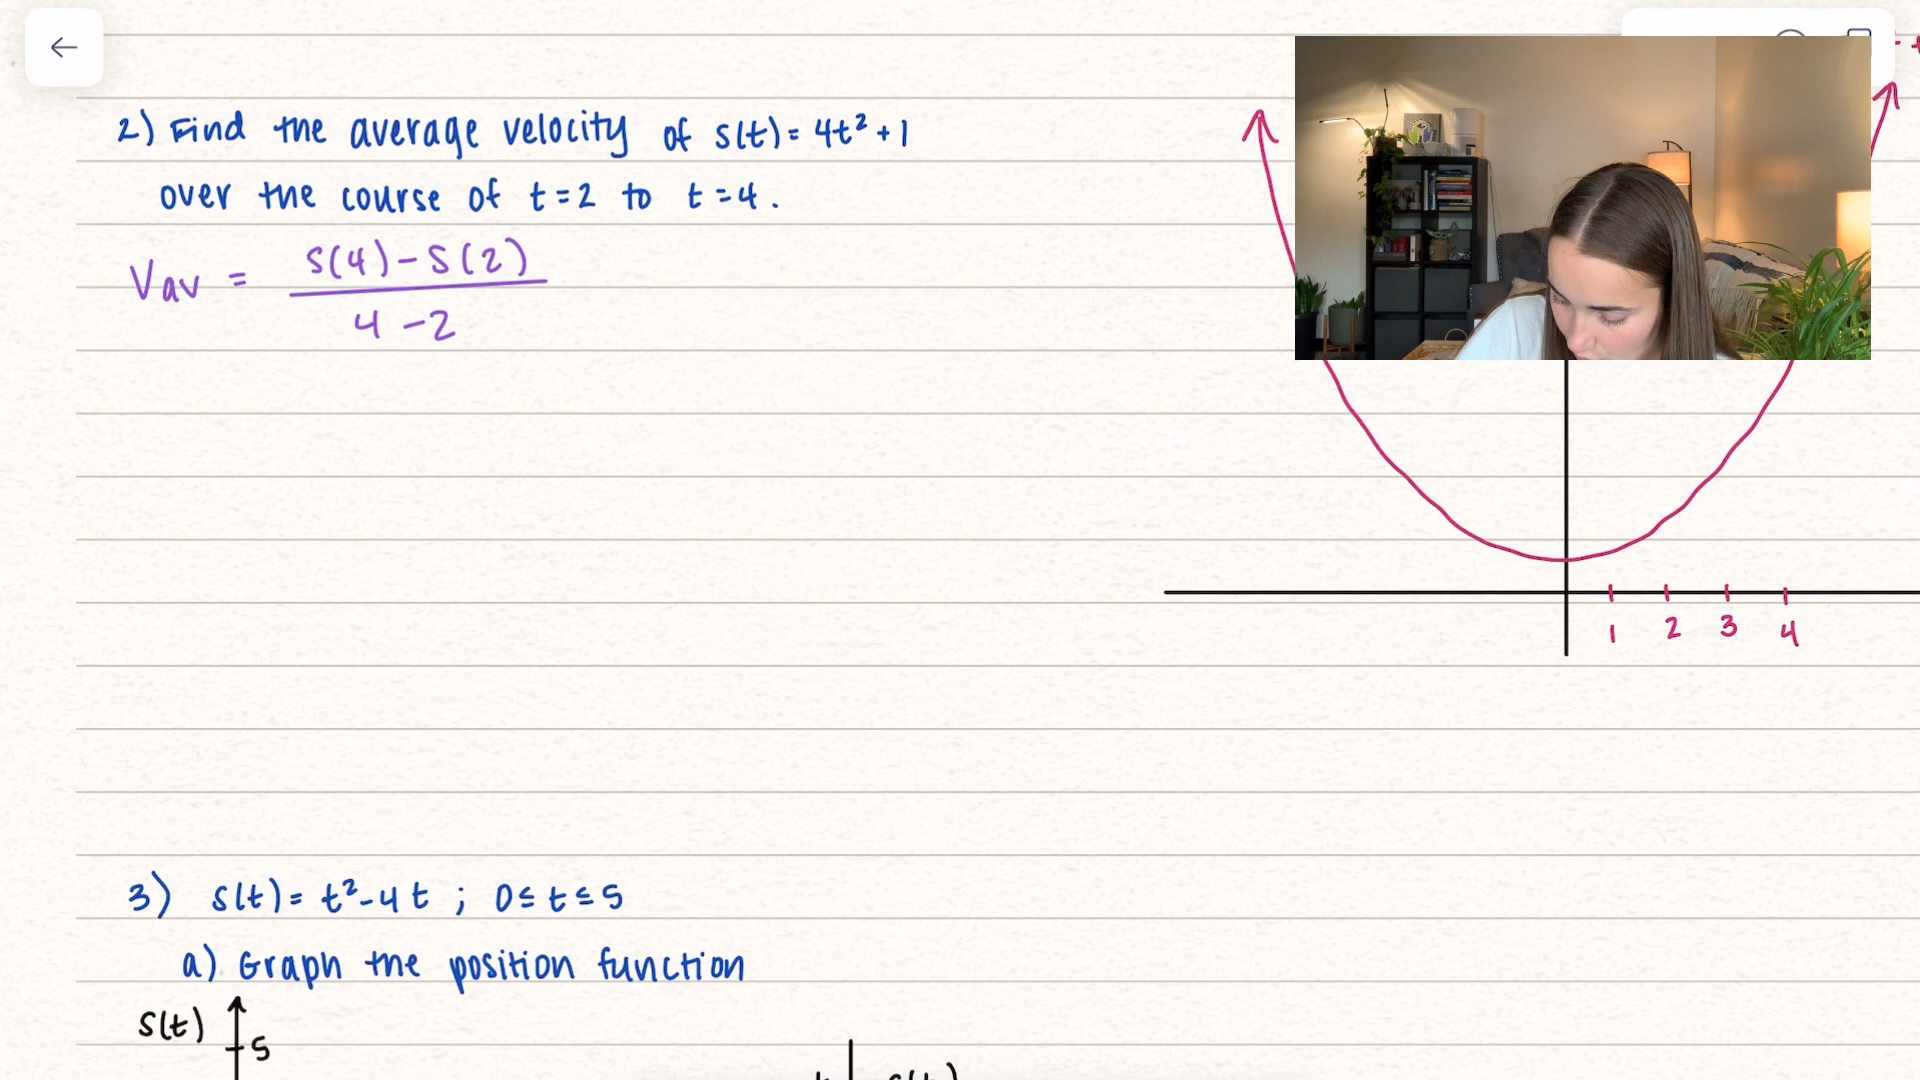 2) Find the average velocity of s(t) = 4t² + 1
over the course of t = 2 to t = 4.
Vav = s(4) - s(2)
4 - 2
1 2 3 4
3) s(t) = t² - 4t ; 0 ≤ t ≤ 5
a) Graph the position function
s(t)
5